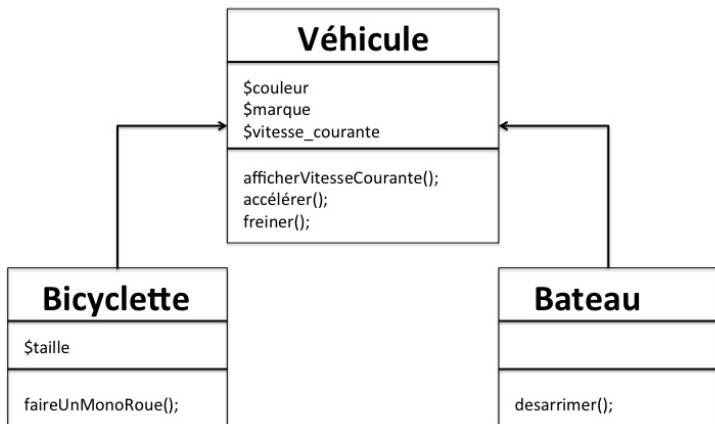 Véhicule
$couleur
$marque
$vitesse_courante
afficherVitesseCourante();
accélérer();
freiner();
Bicyclette
$taille
faireUnMonoRoue();
Bateau
desarrimer();